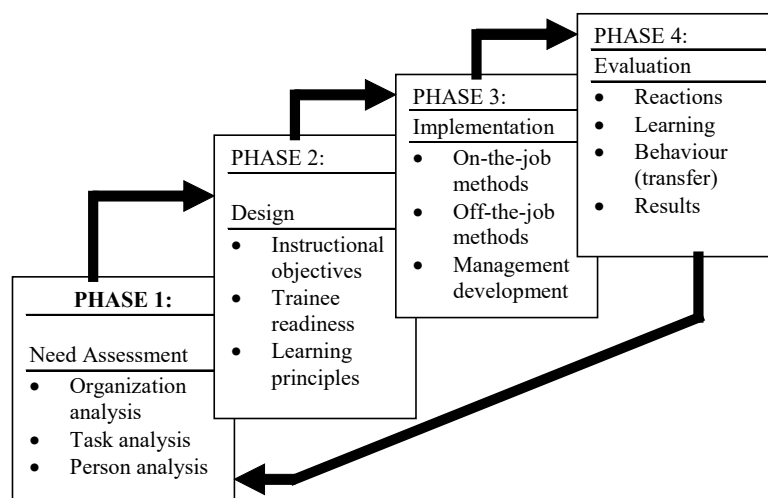 PHASE 1:
Need Assessment
• Organization
analysis
• Task analysis
• Person analysis
PHASE 2:
Design
• Instructional
objectives
• Trainee
readiness
• Learning
principles
PHASE 3:
Implementation
• On-the-job
methods
• Off-the-job
methods
• Management
development
PHASE 4:
Evaluation
• Reactions
• Learning
• Behaviour
(transfer)
• Results